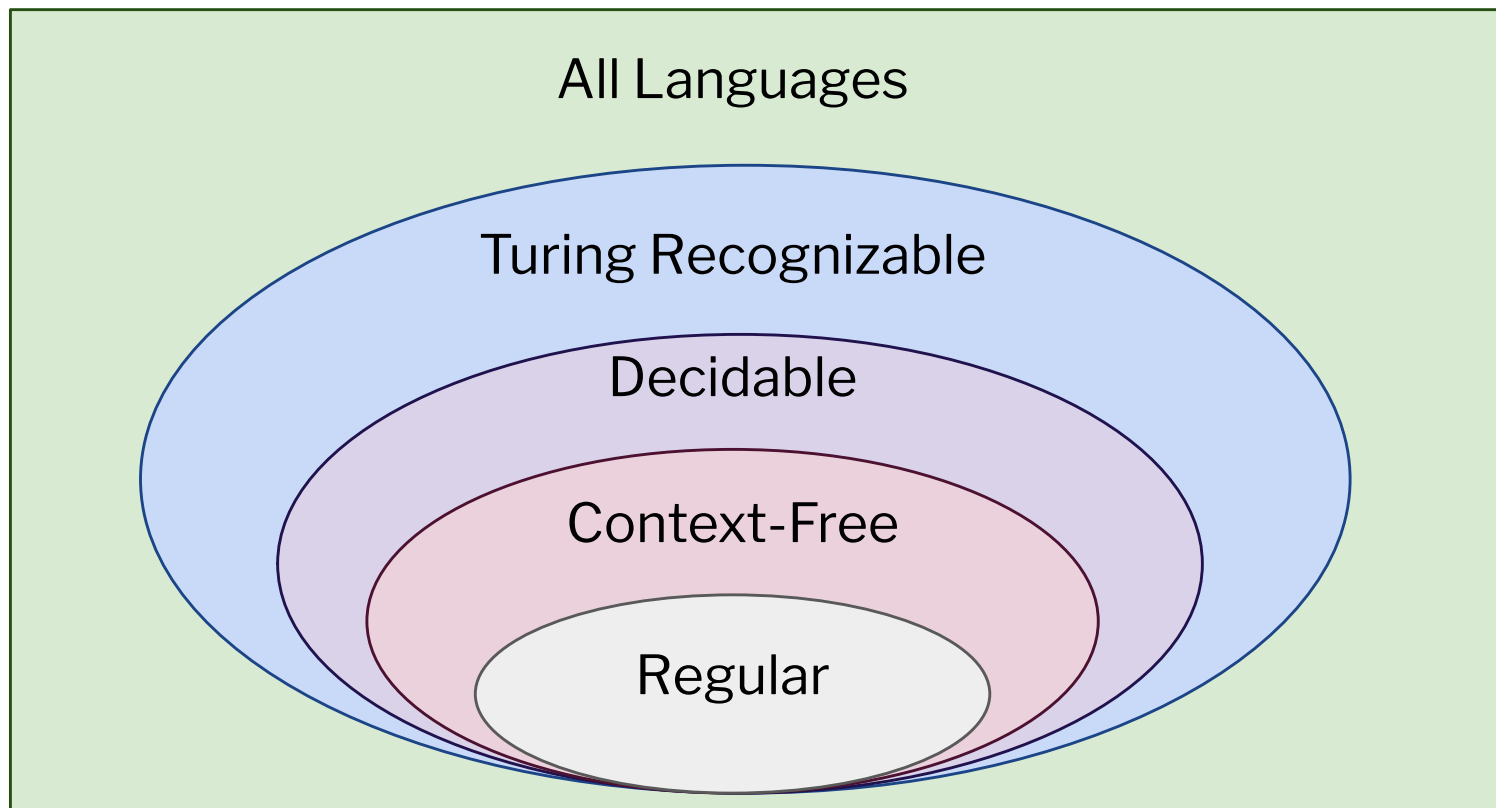 All Languages
Turing Recognizable
Decidable
Context-Free
Regular